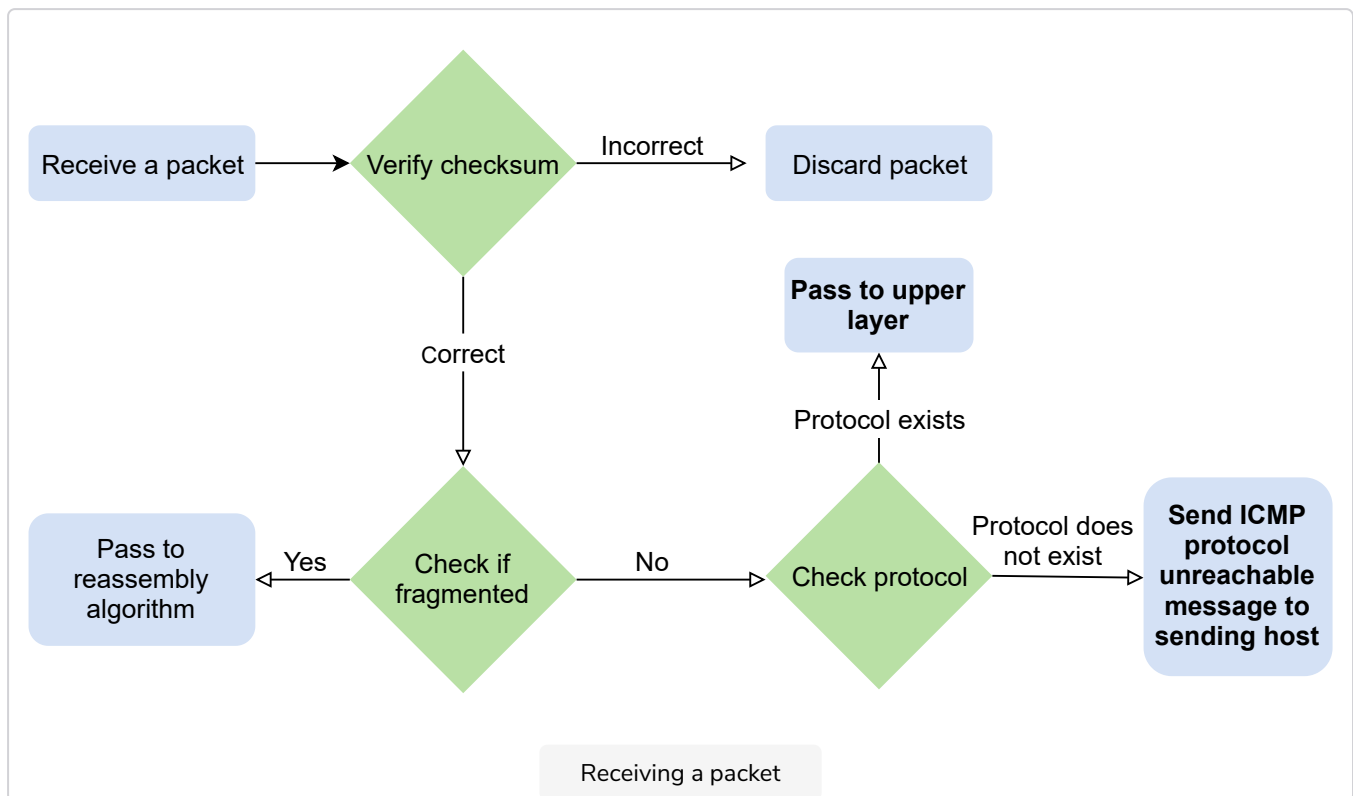 Receive a packet
Verify checksum
Incorrect
Discard packet
Correct
Pass to upper
layer
Protocol exists
Pass to
reassembly
algorithm
Yes
Check if
fragmented
No
Check protocol
Protocol does
not exist
Send ICMP
protocol
unreachable
message to
sending host
Receiving a packet